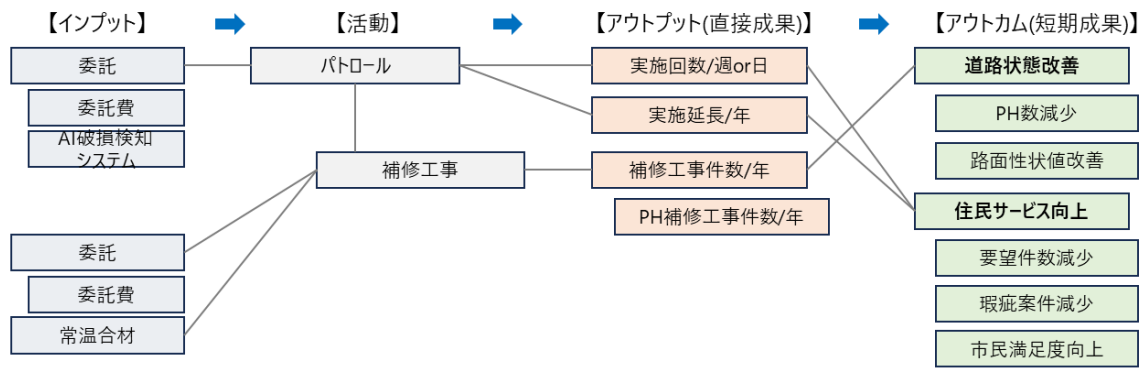 【インプット】
【活動】
【アウトプット(直接成果)】
【アウトカム(短期成果)】
委託
パトロール
実施回数/週or日
道路状態改善
委託費
実施延長/年
PH数減少
AI破損検知
システム
補修工事
補修工事件数/年
路面性状値改善
PH補修工事件数/年
住民サービス向上
委託
要望件数減少
委託費
瑕疵案件減少
常温合材
市民満足度向上